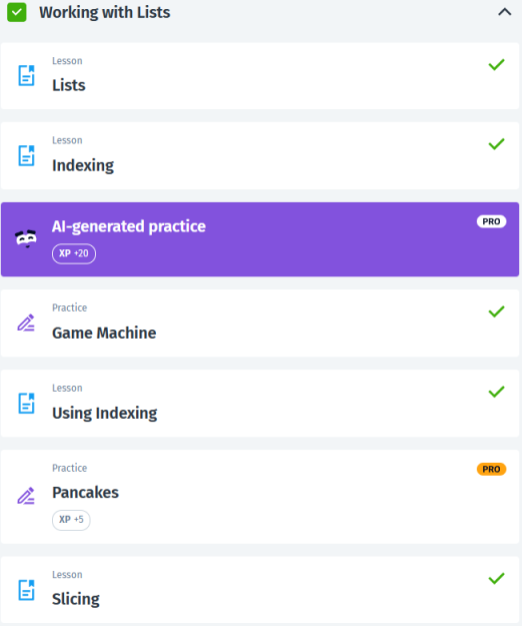 Working with Lists
Lesson
Lists
Lesson
Indexing
AI-generated practice
PRO
XP +20
Practice
Game Machine
Lesson
Using Indexing
Practice
PRO
Pancakes
XP +5
Lesson
Slicing